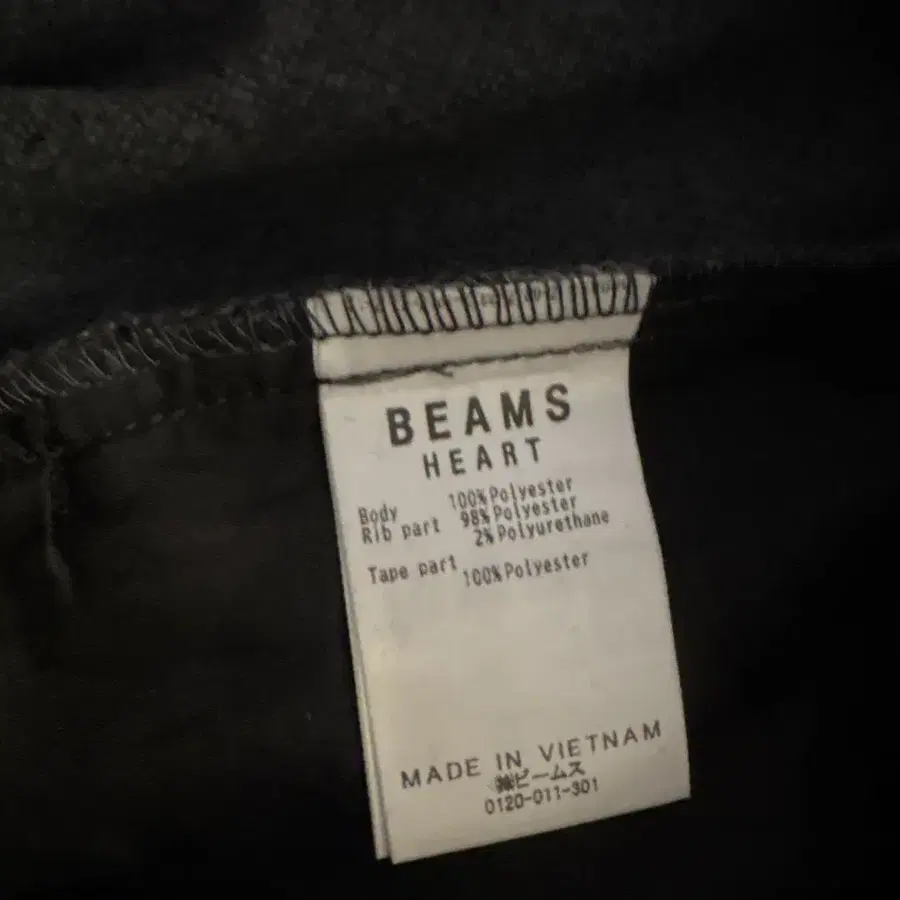 BEAMS
HEART
Body 100%Polyester
Rib part 98%Polyester
2%Polyurethane
Tape part 100%Polyester
MADE IN VIETNAM
㈱ビームス
0120-011-301